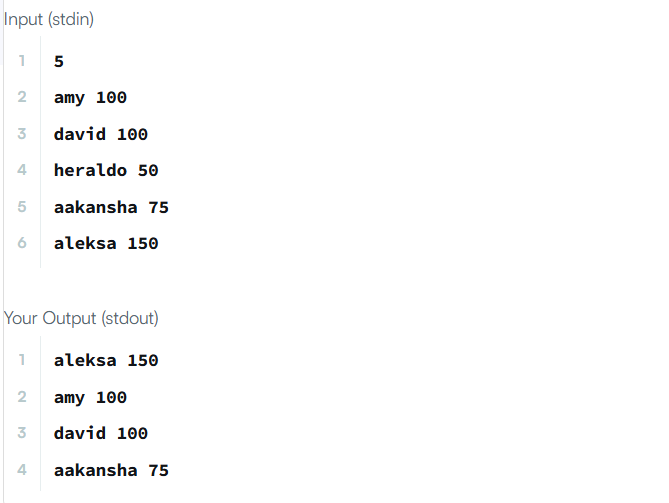 Input (stdin)
1 5
2 amy 100
3 david 100
4 heraldo 50
5 aakansha 75
6 aleksa 150
Your Output (stdout)
1 aleksa 150
2 amy 100
3 david 100
4 aakansha 75